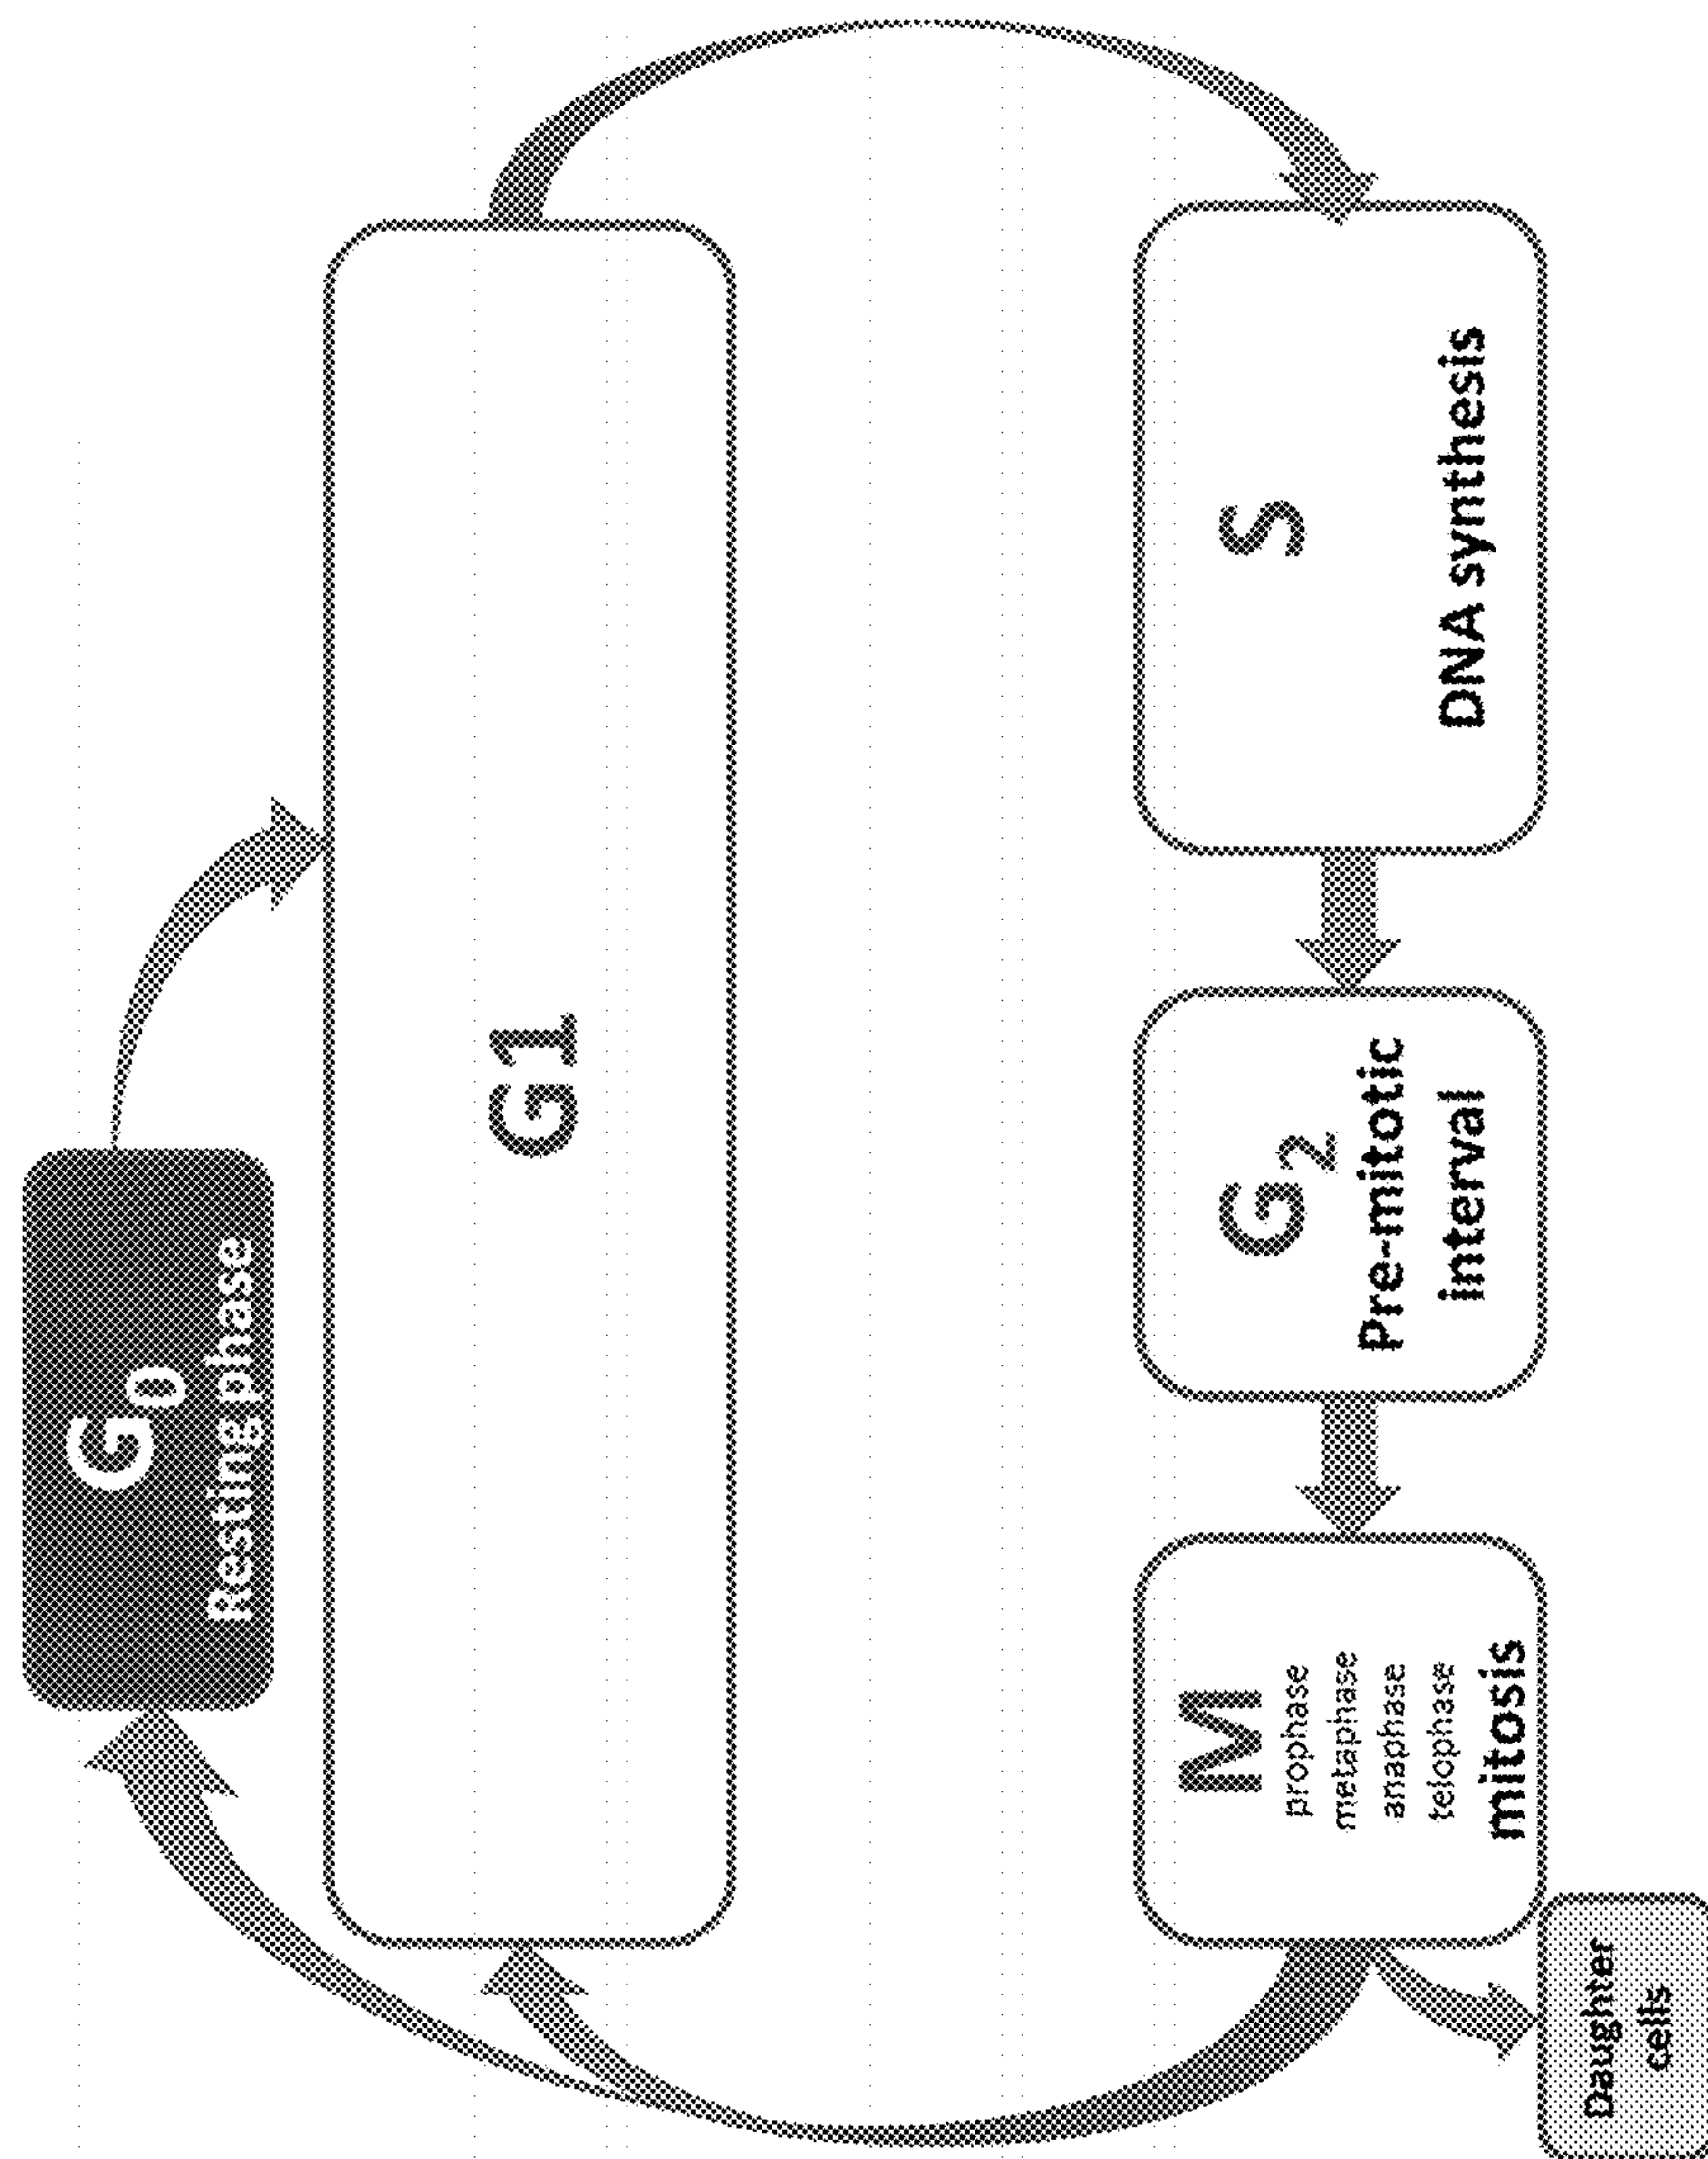 G0
Resting phase
G1
S
DNA synthesis
G2
Pre-mitotic
interval
M
prophase
metaphase
anaphase
telophase
mitosis
Daughter
cells